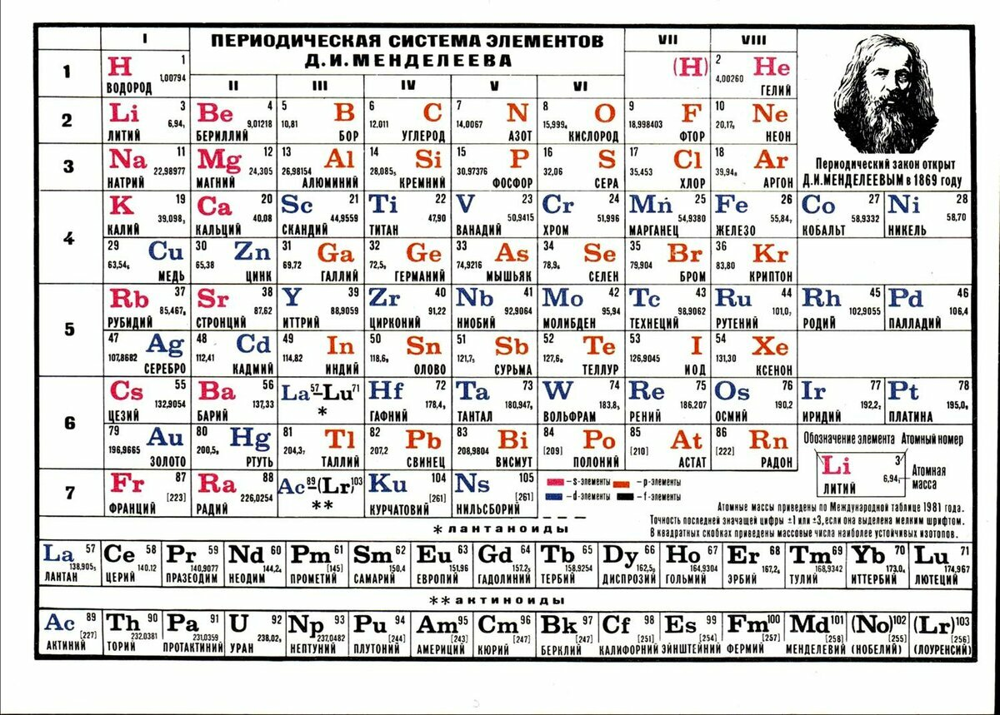 I ПЕРИОДИЧЕСКАЯ СИСТЕМА ЭЛЕМЕНТОВ VII VIII
Д.И.МЕНДЕЛЕЕВА
II III IV V VI
1 H 1 1,00794 ВОДОРОД (H) 2 He 4,00260 ГЕЛИЙ
2 Li 3 6,94₁ ЛИТИЙ Be 4 9,01218 БЕРИЛЛИЙ 5 B 10,81 БОР 6 C 12.011 УГЛЕРОД 7 N 14,0067 АЗОТ 8 O 15,999₄ КИСЛОРОД 9 F 18,998403 ФТОР 10 Ne 20,17₉ НЕОН
3 Na 11 22,98977 НАТРИЙ Mg 12 24,305 МАГНИЙ 13 Al 26,98154 АЛЮМИНИЙ 14 Si 28,085₅ КРЕМНИЙ 15 P 30,97376 ФОСФОР 16 S 32,06 СЕРА 17 Cl 35,453 ХЛОР 18 Ar 39,94₈ АРГОН
Периодический закон открыт
Д.И.МЕНДЕЛЕЕВЫМ в 1869 году
4 K 19 39,098₃ КАЛИЙ Ca 20 40,08 КАЛЬЦИЙ Sc 21 44,9559 СКАНДИЙ Ti 22 47,90 ТИТАН V 23 50,9415 ВАНАДИЙ Cr 24 51,996 ХРОМ Mn 25 54,9380 МАРГАНЕЦ Fe 26 55,84₇ ЖЕЛЕЗО Co 27 58,9332 КОБАЛЬТ Ni 28 58,70 НИКЕЛЬ
29 Cu 63,54₆ МЕДЬ 30 Zn 65,38 ЦИНК 31 Ga 69,72 ГАЛЛИЙ 32 Ge 72,5₉ ГЕРМАНИЙ 33 As 74,9216 МЫШЬЯК 34 Se 78,9₆ СЕЛЕН 35 Br 79,904 БРОМ 36 Kr 83,80 КРИПТОН
5 Rb 37 85,467₈ РУБИДИЙ Sr 38 87,62 СТРОНЦИЙ Y 39 88,9059 ИТТРИЙ Zr 40 91,22 ЦИРКОНИЙ Nb 41 92,9064 НИОБИЙ Mo 42 95,94 МОЛИБДЕН Tc 43 98,9062 ТЕХНЕЦИЙ Ru 44 101,0₇ РУТЕНИЙ Rh 45 102,9055 РОДИЙ Pd 46 106,4 ПАЛЛАДИЙ
47 Ag 107,8682 СЕРЕБРО 48 Cd 112,41 КАДМИЙ 49 In 114,82 ИНДИЙ 50 Sn 118,6₉ ОЛОВО 51 Sb 121,7₅ СУРЬМА 52 Te 127,6₀ ТЕЛЛУР 53 I 126,9045 ИОД 54 Xe 131,30 КСЕНОН
6 Cs 55 132,9054 ЦЕЗИЙ Ba 56 137,33 БАРИЙ La⁵⁷–Lu⁷¹ * Hf 72 178,4₉ ГАФНИЙ Ta 73 180,947₉ ТАНТАЛ W 74 183,8₅ ВОЛЬФРАМ Re 75 186,207 РЕНИЙ Os 76 190,2 ОСМИЙ Ir 77 192,2₂ ИРИДИЙ Pt 78 195,0₉ ПЛАТИНА
79 Au 196,9665 ЗОЛОТО 80 Hg 200,5₉ РТУТЬ 81 Tl 204,3₇ ТАЛЛИЙ 82 Pb 207,2 СВИНЕЦ 83 Bi 208,9804 ВИСМУТ 84 Po [209] ПОЛОНИЙ 85 At [210] АСТАТ 86 Rn [222] РАДОН
Обозначение элемента Атомный номер
Li 3 6,94₁ ЛИТИЙ Атомная масса
7 Fr 87 [223] ФРАНЦИЙ Ra 88 226,0254 РАДИЙ Ac⁸⁹–(Lr)¹⁰³ ** Ku 104 [261] КУРЧАТОВИЙ Ns 105 [261] НИЛЬСБОРИЙ
– s-элементы – p-элементы
– d-элементы – f-элементы
Атомные массы приведены по Международной таблице 1981 года.
Точность последней значащей цифры ±1 или ±3, если она выделена мелким шрифтом.
В квадратных скобках приведены массовые числа наиболее устойчивых изотопов.
* лантаноиды
La 57 138,905₅ ЛАНТАН Ce 58 140.12 ЦЕРИЙ Pr 59 140,9077 ПРАЗЕОДИМ Nd 60 144,2₄ НЕОДИМ Pm 61 [145] ПРОМЕТИЙ Sm 62 150.4 САМАРИЙ Eu 63 151,96 ЕВРОПИЙ Gd 64 157,2₅ ГАДОЛИНИЙ Tb 65 158,9254 ТЕРБИЙ Dy 66 162,5₀ ДИСПРОЗИЙ Ho 67 164,9304 ГОЛЬМИЙ Er 68 167,2₆ ЭРБИЙ Tm 69 168,9342 ТУЛИЙ Yb 70 173,0₄ ИТТЕРБИЙ Lu 71 174,967 ЛЮТЕЦИЙ
** актиноиды
Ac 89 [227] АКТИНИЙ Th 90 232,0381 ТОРИЙ Pa 91 231,0359 ПРОТАКТИНИЙ U 92 238,02₉ УРАН Np 93 237,0482 НЕПТУНИЙ Pu 94 [244] ПЛУТОНИЙ Am 95 [243] АМЕРИЦИЙ Cm 96 [247] КЮРИЙ Bk 97 [247] БЕРКЛИЙ Cf 98 [251] КАЛИФОРНИЙ Es 99 [254] ЭЙНШТЕЙНИЙ Fm 100 [257] ФЕРМИЙ Md 101 [258] МЕНДЕЛЕВИЙ (No) 102 [255] (НОБЕЛИЙ) (Lr) 103 [256] (ЛОУРЕНСИЙ)